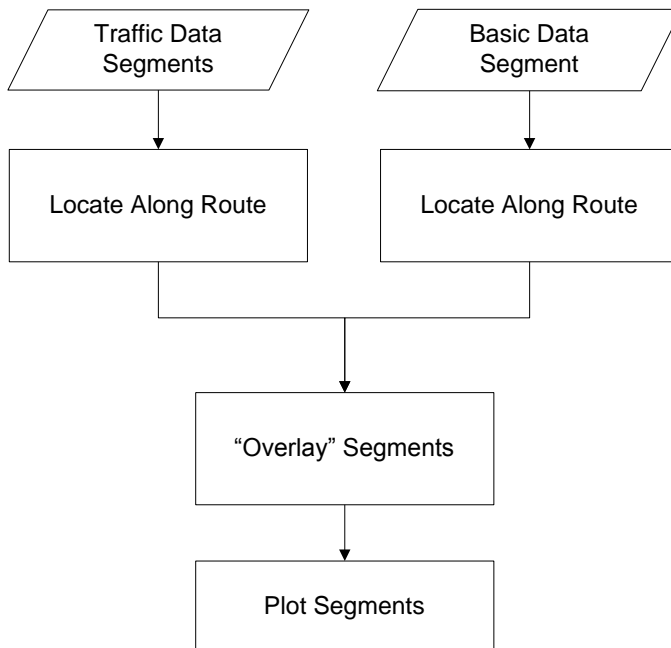 Traffic Data
Segments
Basic Data
Segment
Locate Along Route
Locate Along Route
“Overlay” Segments
Plot Segments